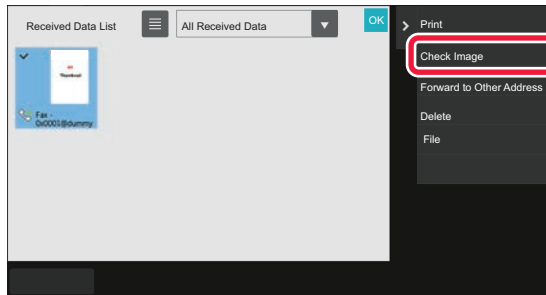 Received Data List
All Received Data
OK
Thumbnail
Fax -
0x0001@dummy
Print
Check Image
Forward to Other Address
Delete
File